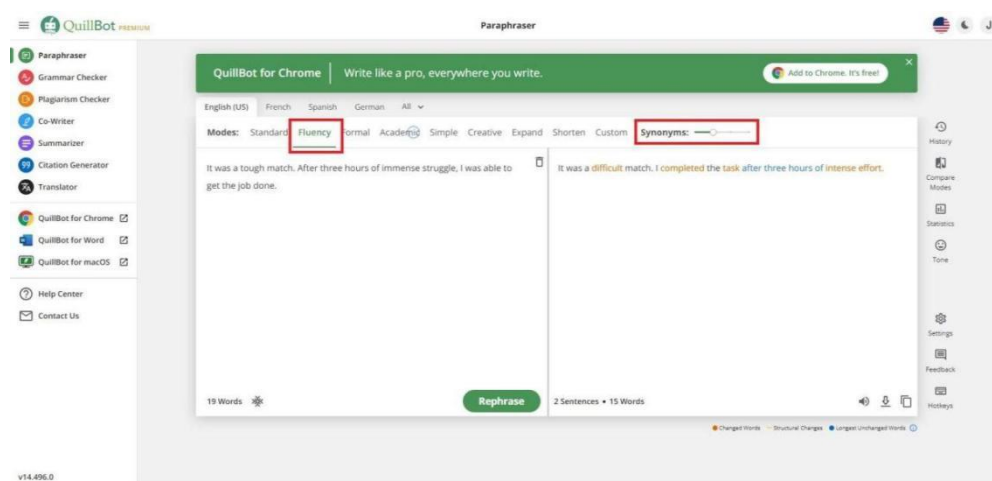 QuillBot PREMIUM
Paraphraser
J
Paraphraser
Grammar Checker
Plagiarism Checker
Co-Writer
Summarizer
Citation Generator
Translator
QuillBot for Chrome
QuillBot for Word
QuillBot for macOS
Help Center
Contact Us
v14.496.0
QuillBot for Chrome Write like a pro, everywhere you write.
Add to Chrome. It's free!
English (US) French Spanish German All
Modes: Standard Fluency Formal Academic Simple Creative Expand Shorten Custom Synonyms:
It was a tough match. After three hours of immense struggle, I was able to
get the job done.
19 Words
Rephrase
It was a difficult match. I completed the task after three hours of intense effort.
2 Sentences • 15 Words
Changed Words Structural Changes Longest Unchanged Words
History
Compare
Modes
Statistics
Tone
Settings
Feedback
Hotkeys